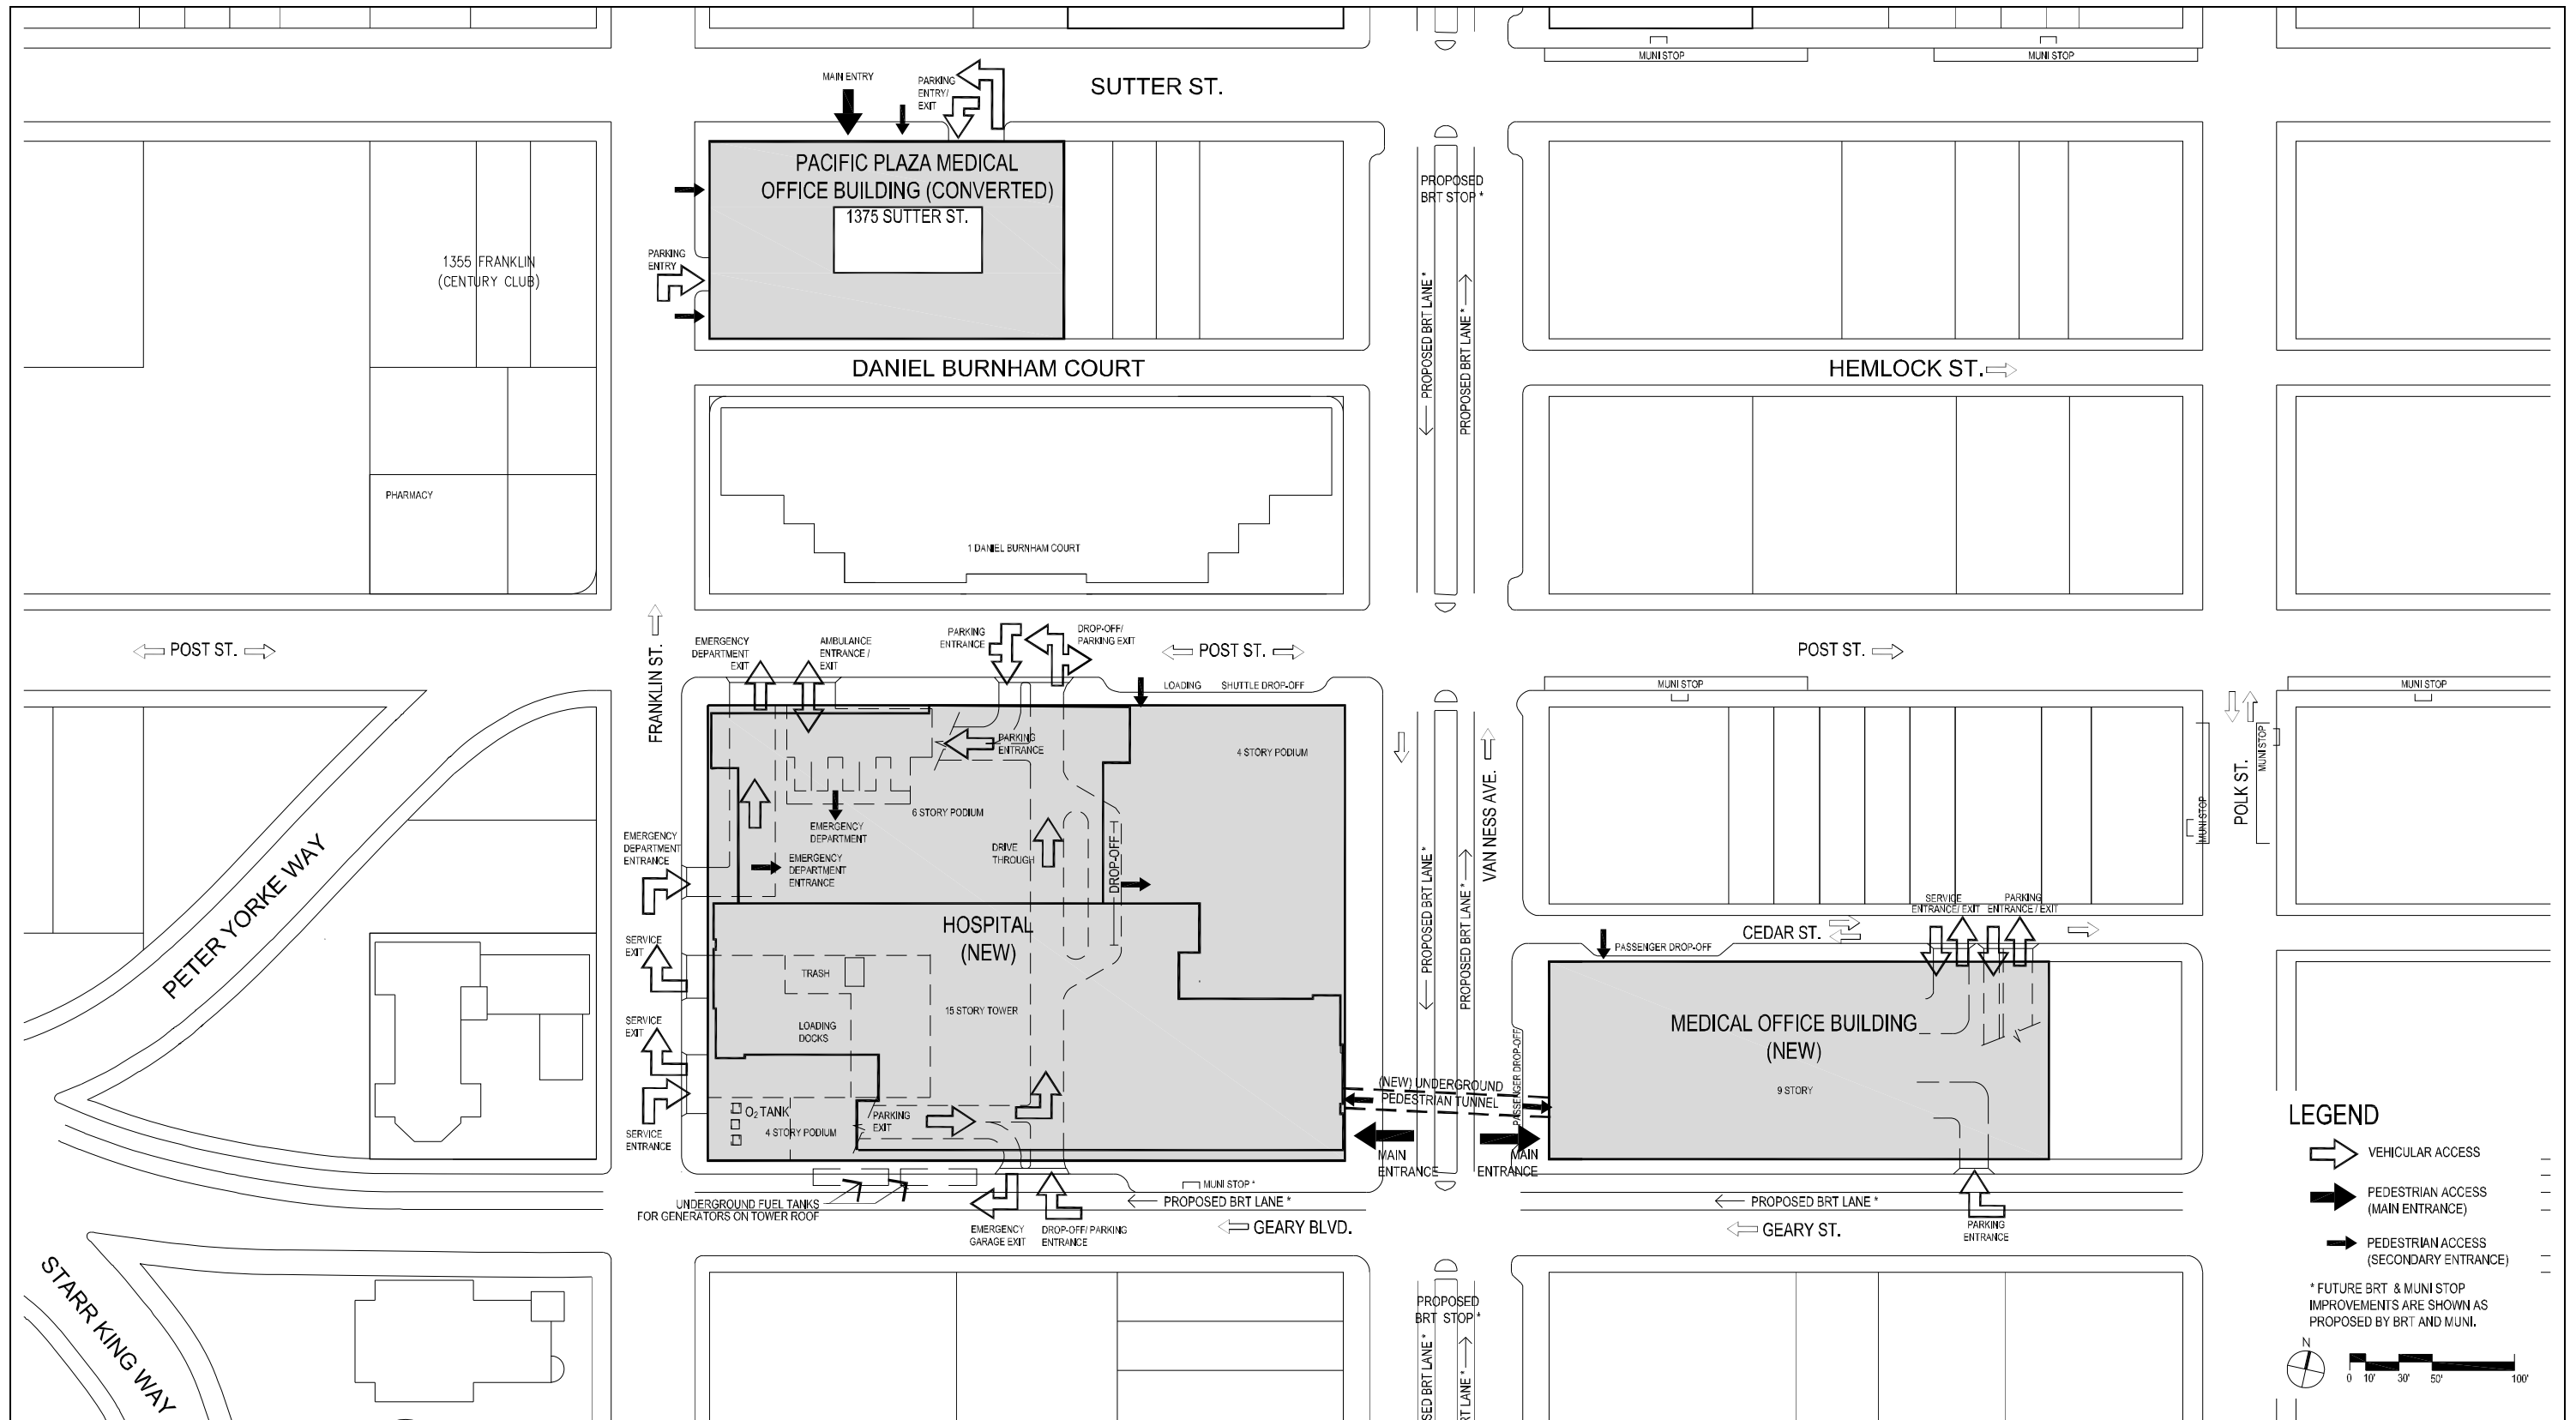 MUNI STOP
MUNI STOP
SUTTER ST.
MAIN ENTRY
PARKING
ENTRY/
EXIT
PACIFIC PLAZA MEDICAL
OFFICE BUILDING (CONVERTED)
1375 SUTTER ST.
PROPOSED
BRT STOP *
1355 FRANKLIN
(CENTURY CLUB)
PARKING
ENTRY
PROPOSED BRT LANE *
PROPOSED BRT LANE *
DANIEL BURNHAM COURT
HEMLOCK ST.
PHARMACY
1 DANIEL BURNHAM COURT
POST ST.
FRANKLIN ST.
EMERGENCY
DEPARTMENT
EXIT
AMBULANCE
ENTRANCE /
EXIT
PARKING
ENTRANCE
DROP-OFF/
PARKING EXIT
POST ST.
POST ST.
LOADING
SHUTTLE DROP-OFF
MUNI STOP
MUNI STOP
PARKING
ENTRANCE
4 STORY PODIUM
VAN NESS AVE.
POLK ST.
MUNI STOP
MUNI STOP
6 STORY PODIUM
EMERGENCY
DEPARTMENT
EMERGENCY
DEPARTMENT
ENTRANCE
EMERGENCY
DEPARTMENT
ENTRANCE
DRIVE
THROUGH
DROP-OFF
PETER YORKE WAY
PROPOSED BRT LANE *
PROPOSED BRT LANE *
SERVICE
ENTRANCE/ EXIT
PARKING
ENTRANCE / EXIT
HOSPITAL
(NEW)
CEDAR ST.
PASSENGER DROP-OFF
SERVICE
EXIT
TRASH
15 STORY TOWER
LOADING
DOCKS
SERVICE
EXIT
MEDICAL OFFICE BUILDING
(NEW)
9 STORY
PASSENGER DROP-OFF
(NEW) UNDERGROUND
PEDESTRIAN TUNNEL
O2 TANK
4 STORY PODIUM
PARKING
EXIT
SERVICE
ENTRANCE
MAIN
ENTRANCE
MAIN
ENTRANCE
MUNI STOP *
PROPOSED BRT LANE *
PROPOSED BRT LANE *
UNDERGROUND FUEL TANKS
FOR GENERATORS ON TOWER ROOF
EMERGENCY
GARAGE EXIT
DROP-OFF/ PARKING
ENTRANCE
GEARY BLVD.
GEARY ST.
PARKING
ENTRANCE
STARR KING WAY
PROPOSED
BRT STOP *
SED BRT LANE *
RT LANE *
LEGEND
VEHICULAR ACCESS
PEDESTRIAN ACCESS
(MAIN ENTRANCE)
PEDESTRIAN ACCESS
(SECONDARY ENTRANCE)
* FUTURE BRT & MUNI STOP
IMPROVEMENTS ARE SHOWN AS
PROPOSED BY BRT AND MUNI.
N
0 10' 30' 50' 100'